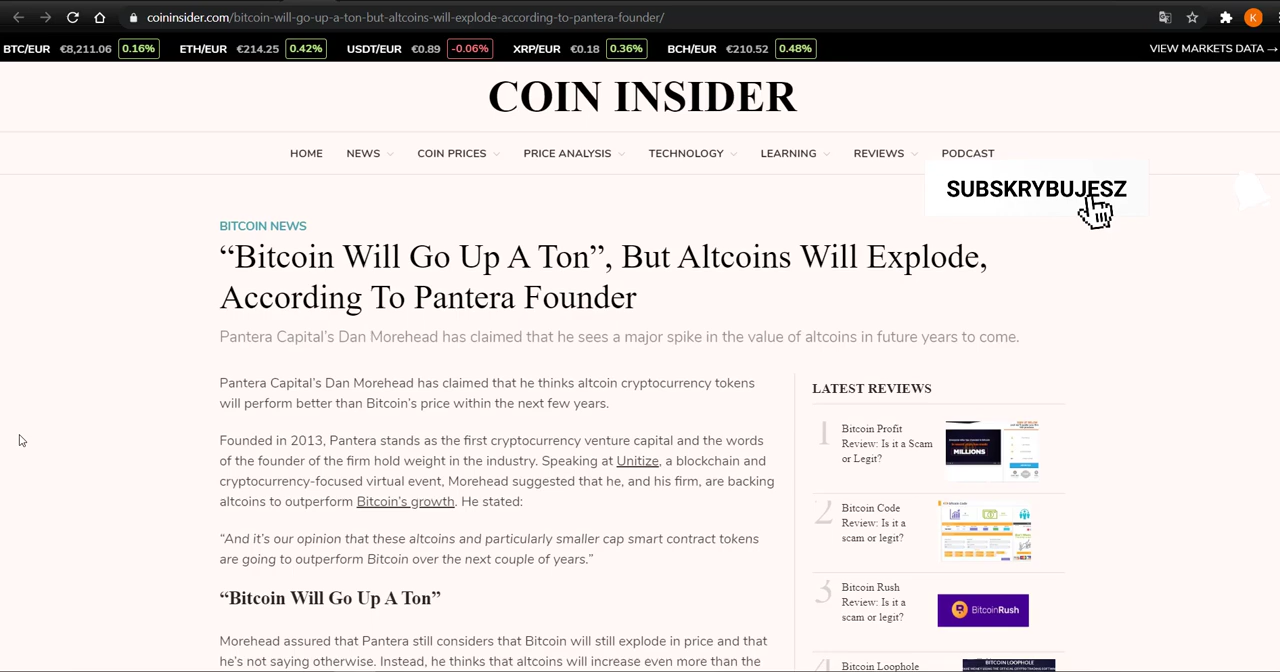 coininsider.com/bitcoin-will-go-up-a-ton-but-altcoins-will-explode-according-to-pantera-founder/
K
BTC/EUR €8,211.06 0.16% ETH/EUR €214.25 0.42% USDT/EUR €0.89 -0.06% XRP/EUR €0.18 0.36% BCH/EUR €210.52 0.48% VIEW MARKETS DATA →
COIN INSIDER
HOME NEWS COIN PRICES PRICE ANALYSIS TECHNOLOGY LEARNING REVIEWS PODCAST
SUBSKRYBUJESZ
BITCOIN NEWS
“Bitcoin Will Go Up A Ton”, But Altcoins Will Explode,
According To Pantera Founder
Pantera Capital’s Dan Morehead has claimed that he sees a major spike in the value of altcoins in future years to come.
Pantera Capital’s Dan Morehead has claimed that he thinks altcoin cryptocurrency tokens
will perform better than Bitcoin’s price within the next few years.
Founded in 2013, Pantera stands as the first cryptocurrency venture capital and the words
of the founder of the firm hold weight in the industry. Speaking at Unitize, a blockchain and
cryptocurrency-focused virtual event, Morehead suggested that he, and his firm, are backing
altcoins to outperform Bitcoin’s growth. He stated:
“And it’s our opinion that these altcoins and particularly smaller cap smart contract tokens
are going to outperform Bitcoin over the next couple of years.”
“Bitcoin Will Go Up A Ton”
Morehead assured that Pantera still considers that Bitcoin will still explode in price and that
he’s not saying otherwise. Instead, he thinks that altcoins will increase even more than the
LATEST REVIEWS
1
Bitcoin Profit
Review: Is it a Scam
or Legit?
MILLIONS
2
Bitcoin Code
Review: Is it a
scam or legit?
3
Bitcoin Rush
Review: Is it a
scam or legit?
BitcoinRush
4
Bitcoin Loophole
BITCOIN LOOPHOLE